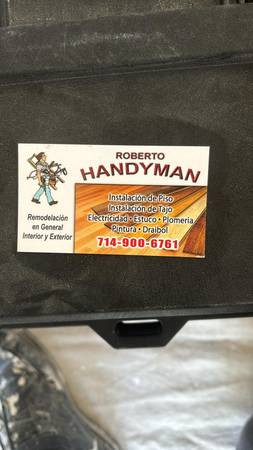 ROBERTO
HANDYMAN
Instalación de Piso
Instalación de Tajo
Electricidad • Estuco • Plomeria
Pintura • Draibol
714-900-6761
Remodelación
en General
Interior y Exterior